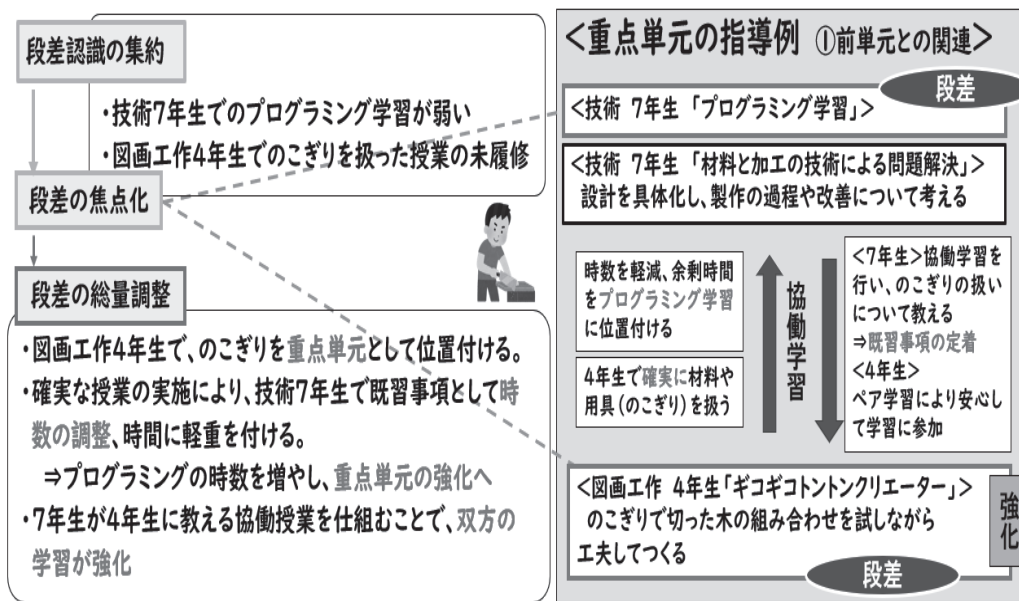 段差認識の集約
・技術7年生でのプログラミング学習が弱い
・図画工作4年生でのこぎりを扱った授業の未履修
段差の焦点化
段差の総量調整
・図画工作4年生で、のこぎりを重点単元として位置付ける。
・確実な授業の実施により、技術7年生で既習事項として時
数の調整、時間に軽重を付ける。
⇒プログラミングの時数を増やし、重点単元の強化へ
・7年生が4年生に教える協働授業を仕組むことで、双方の
学習が強化
<重点単元の指導例 ①前単元との関連>
段差
<技術 7年生 「プログラミング学習」>
<技術 7年生 「材料と加工の技術による問題解決」>
設計を具体化し、製作の過程や改善について考える
時数を軽減、余剰時間
をプログラミング学習
に位置付ける
4年生で確実に材料や
用具(のこぎり)を扱う
協働学習
<7年生>協働学習を
行い、のこぎりの扱い
について教える
⇒既習事項の定着
<4年生>
ペア学習により安心し
て学習に参加
<図画工作 4年生「ギコギコトントンクリエーター」>
のこぎりで切った木の組み合わせを試しながら
工夫してつくる
強化
段差